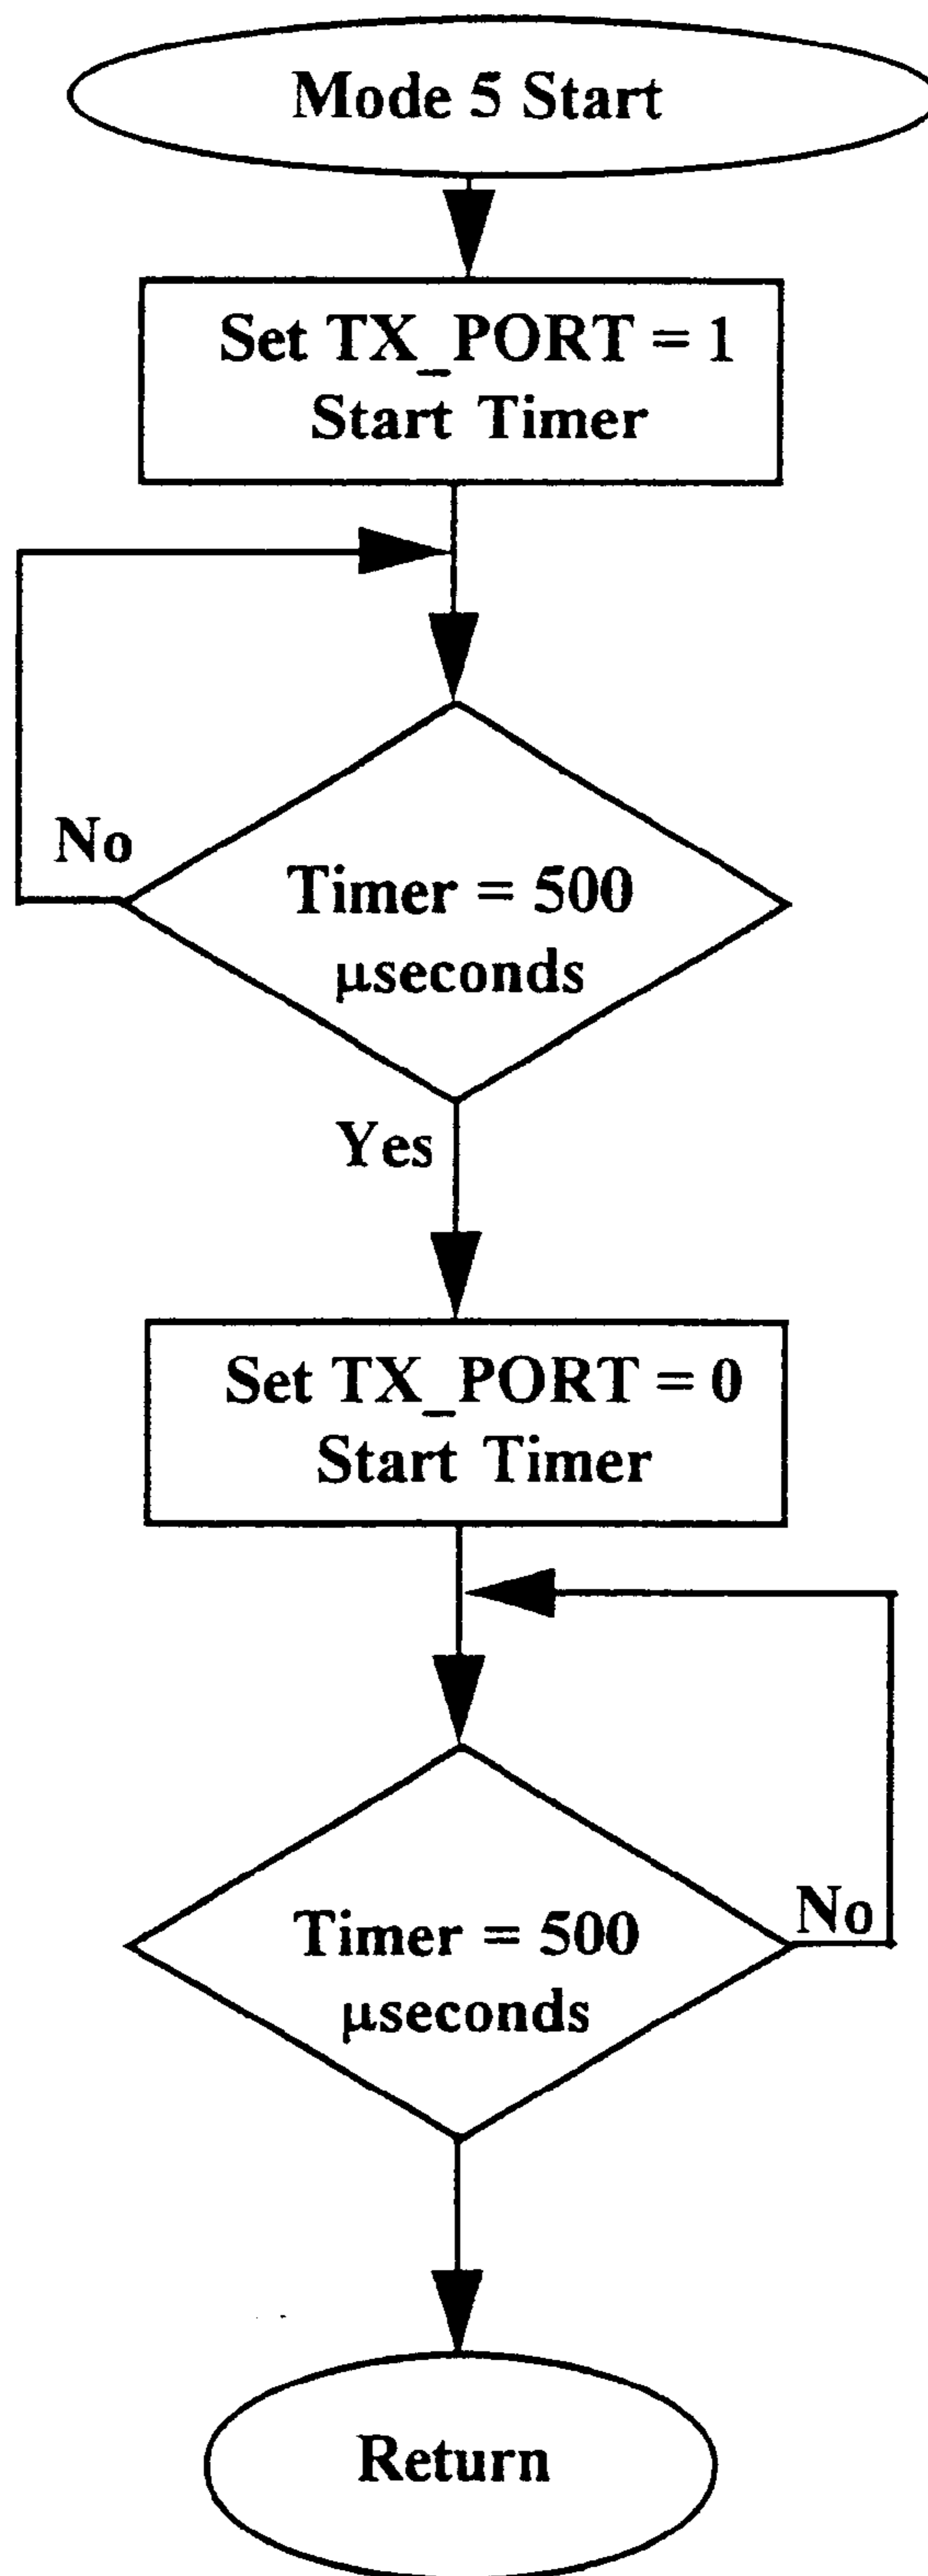 Mode 5 Start
Set TX_PORT = 1
Start Timer
No
Timer = 500
μseconds
Yes
Set TX_PORT = 0
Start Timer
No
Timer = 500
μseconds
Return